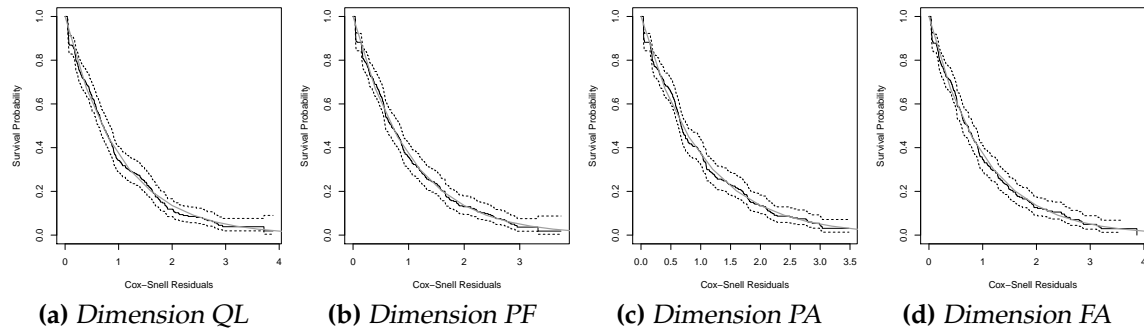 Survival Probability
1.0
0.8
0.6
0.4
0.2
0.0
0 1 2 3 4
Cox−Snell Residuals
(a) Dimension QL
Survival Probability
1.0
0.8
0.6
0.4
0.2
0.0
0 1 2 3
Cox−Snell Residuals
(b) Dimension PF
Survival Probability
1.0
0.8
0.6
0.4
0.2
0.0
0.0 0.5 1.0 1.5 2.0 2.5 3.0 3.5
Cox−Snell Residuals
(c) Dimension PA
Survival Probability
1.0
0.8
0.6
0.4
0.2
0.0
0 1 2 3 4
Cox−Snell Residuals
(d) Dimension FA